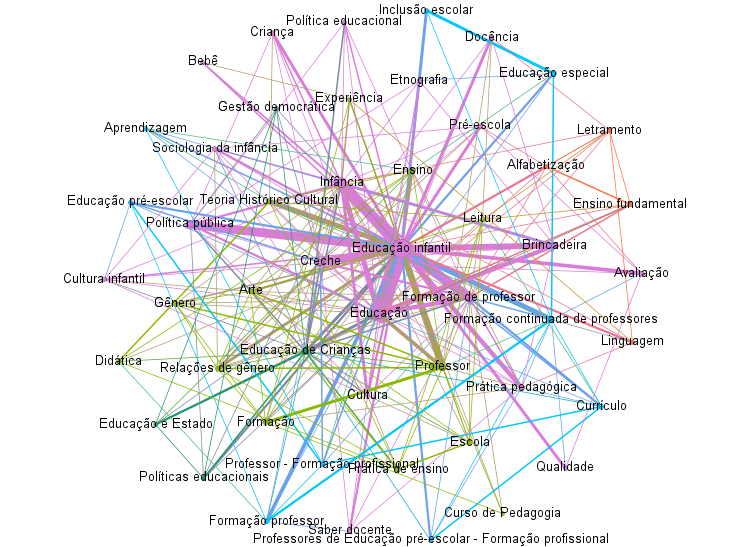 Inclusão escolar
Política educacional
Criança
Docência
Bebê
Educação especial
Etnografia
Experiência
Gestão democrática
Pré-escola
Aprendizagem
Letramento
Sociologia da infância
Alfabetização
Ensino
Infância
Educação pré-escolar
Teoria Histórico Cultural
Ensino fundamental
Política pública
Leitura
Educação infantil
Brincadeira
Creche
Cultura infantil
Avaliação
Arte
Gênero
Formação de professor
Educação
Formação continuada de professores
Linguagem
Educação de Crianças
Didática
Relações de gênero
Professor
Cultura
Prática pedagógica
Currículo
Educação e Estado
Formação
Escola
Professor - Formação profissional
Prática de ensino
Qualidade
Políticas educacionais
Curso de Pedagogia
Formação professor
Saber docente
Professores de Educação pré-escolar - Formação profissional